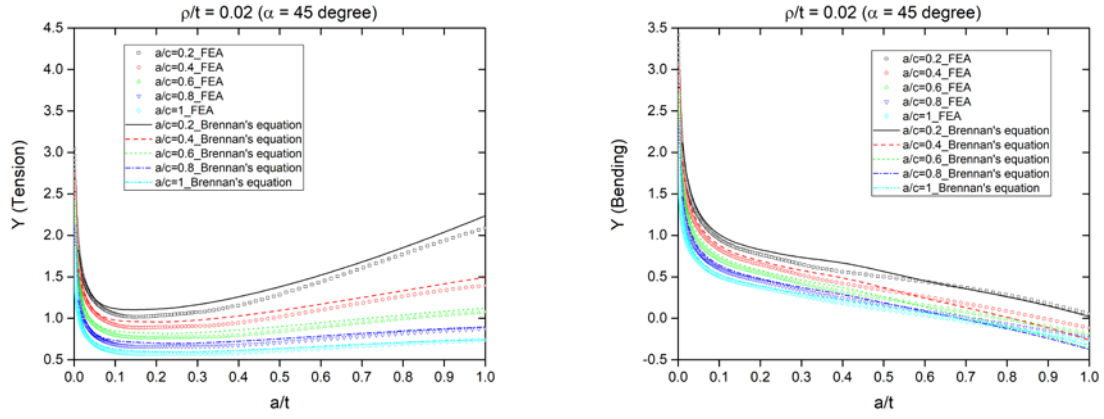 ρ/t = 0.02 (α = 45 degree)
4.5
4.0
3.5
3.0
2.5
2.0
1.5
1.0
0.5
Y (Tension)
a/c=0.2_FEA
a/c=0.4_FEA
a/c=0.6_FEA
a/c=0.8_FEA
a/c=1_FEA
a/c=0.2_Brennan's equation
a/c=0.4_Brennan's equation
a/c=0.6_Brennan's equation
a/c=0.8_Brennan's equation
a/c=1_Brennan's equation
0.0 0.1 0.2 0.3 0.4 0.5 0.6 0.7 0.8 0.9 1.0
a/t
ρ/t = 0.02 (α = 45 degree)
3.5
3.0
2.5
2.0
1.5
1.0
0.5
0.0
-0.5
Y (Bending)
a/c=0.2_FEA
a/c=0.4_FEA
a/c=0.6_FEA
a/c=0.8_FEA
a/c=1_FEA
a/c=0.2_Brennan's equation
a/c=0.4_Brennan's equation
a/c=0.6_Brennan's equation
a/c=0.8_Brennan's equation
a/c=1_Brennan's equation
0.0 0.1 0.2 0.3 0.4 0.5 0.6 0.7 0.8 0.9 1.0
a/t